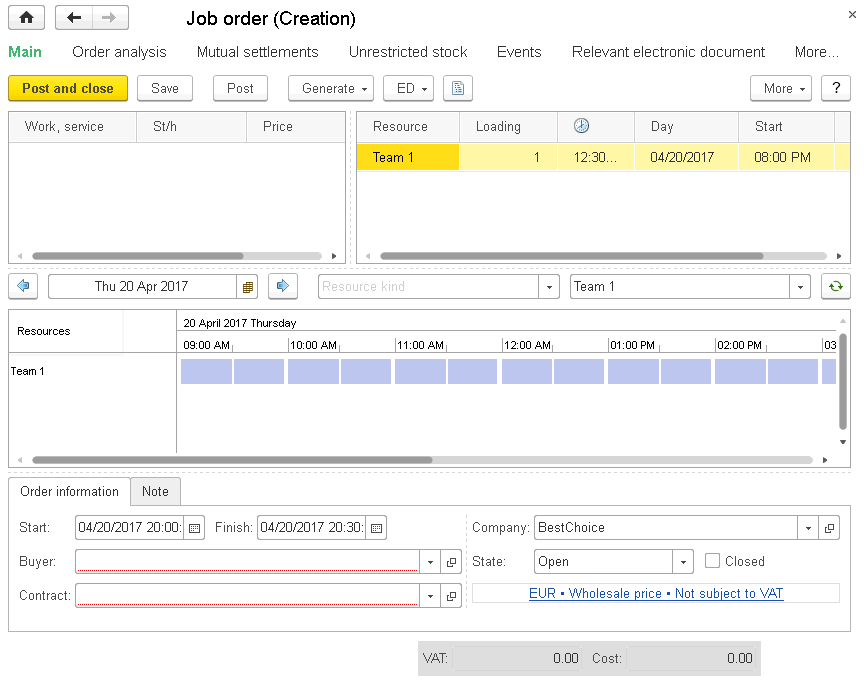 Job order (Creation)
Main Order analysis Mutual settlements Unrestricted stock Events Relevant electronic document More...
Post and close Save Post Generate ED More ?
Work, service St/h Price
Resource Loading Day Start
Team 1 1 12:30... 04/20/2017 08:00 PM
Thu 20 Apr 2017 Resource kind Team 1
Resources
20 April 2017 Thursday
09:00 AM 10:00 AM 11:00 AM 12:00 AM 01:00 PM 02:00 PM 03
Team 1
Order information Note
Start: 04/20/2017 20:00: Finish: 04/20/2017 20:30: Company: BestChoice
Buyer: State: Open Closed
Contract: EUR • Wholesale price • Not subject to VAT
VAT: 0.00 Cost: 0.00